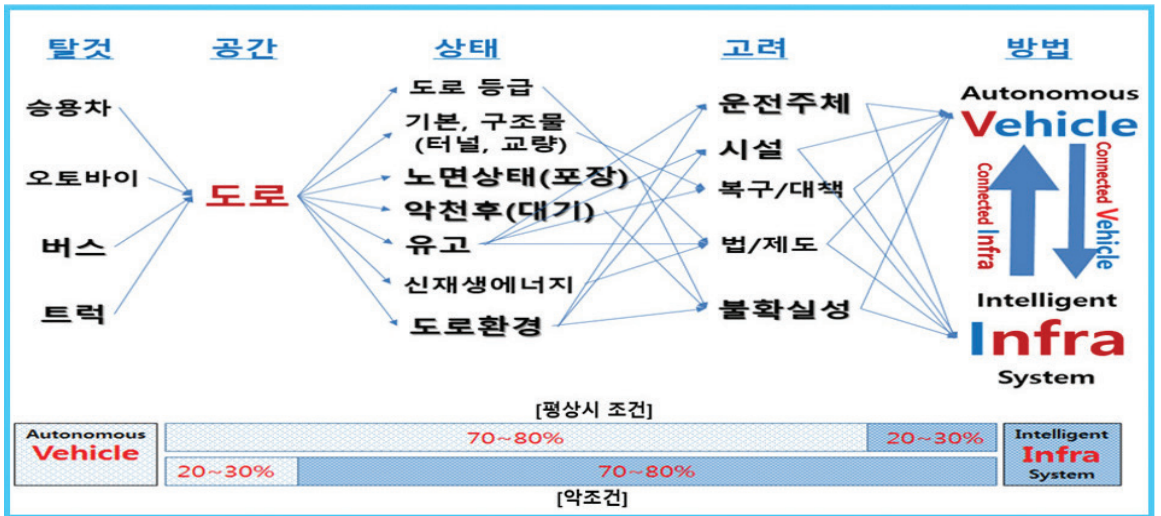 탈것
공간
상태
고려
방법
승용차
오토바이
버스
트럭
도로
도로 등급
기본, 구조물
(터널, 교량)
노면상태(포장)
악천후(대기)
유고
신재생에너지
도로환경
운전주체
시설
복구/대책
법/제도
불확실성
Autonomous
Vehicle
Connected Infra
Connected Vehicle
Intelligent
Infra
System
[평상시 조건]
Autonomous
Vehicle
70~80%
20~30%
20~30%
70~80%
Intelligent
Infra
System
[악조건]